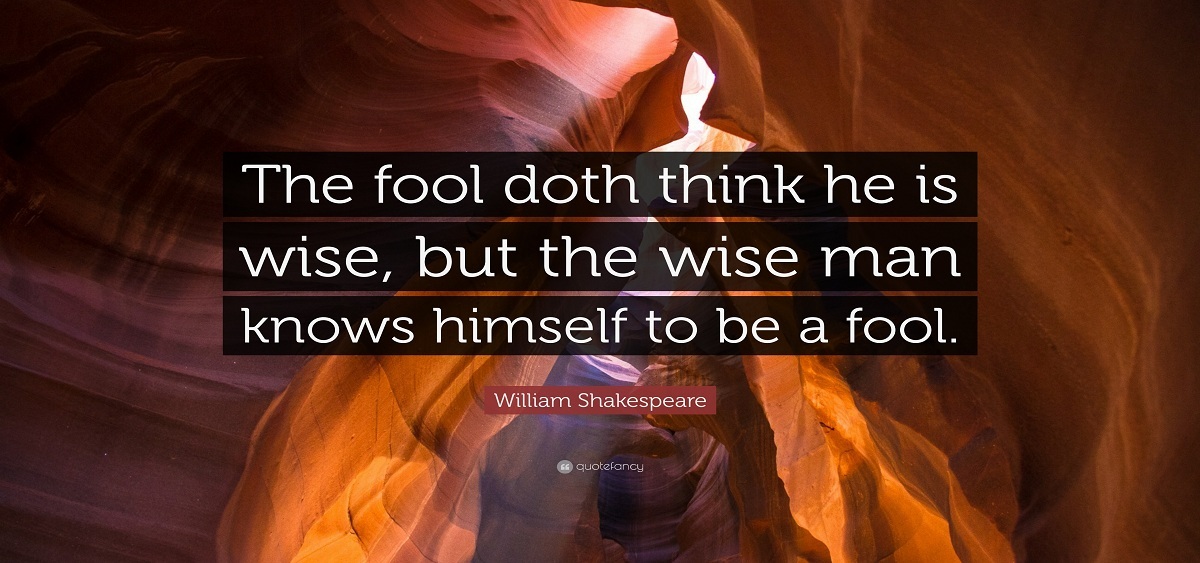 The fool doth think he is
wise, but the wise man
knows himself to be a fool.
William Shakespeare
quotefancy